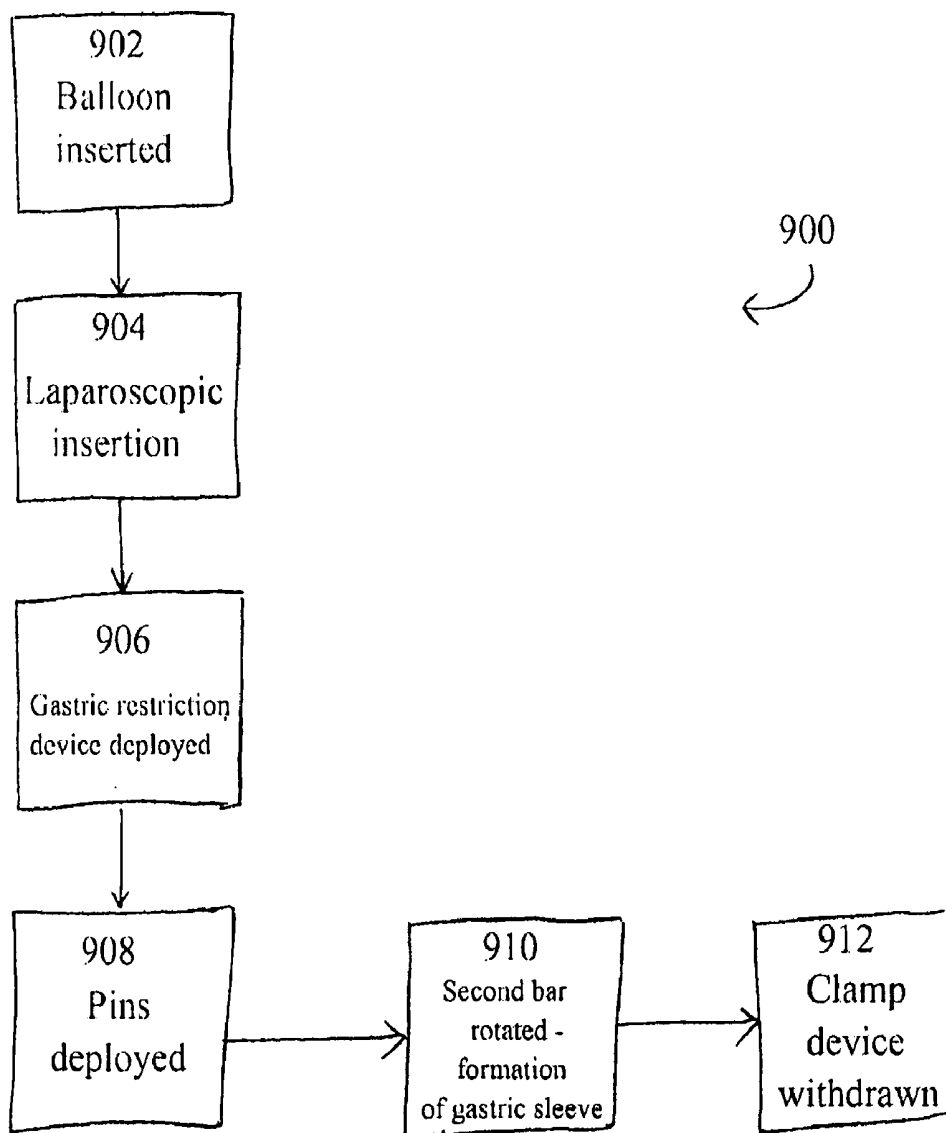 902
Balloon
inserted
900
904
Laparoscopic
insertion
906
Gastric restriction
device deployed
908
Pins
deployed
910
Second bar
rotated -
formation
of gastric sleeve
912
Clamp
device
withdrawn